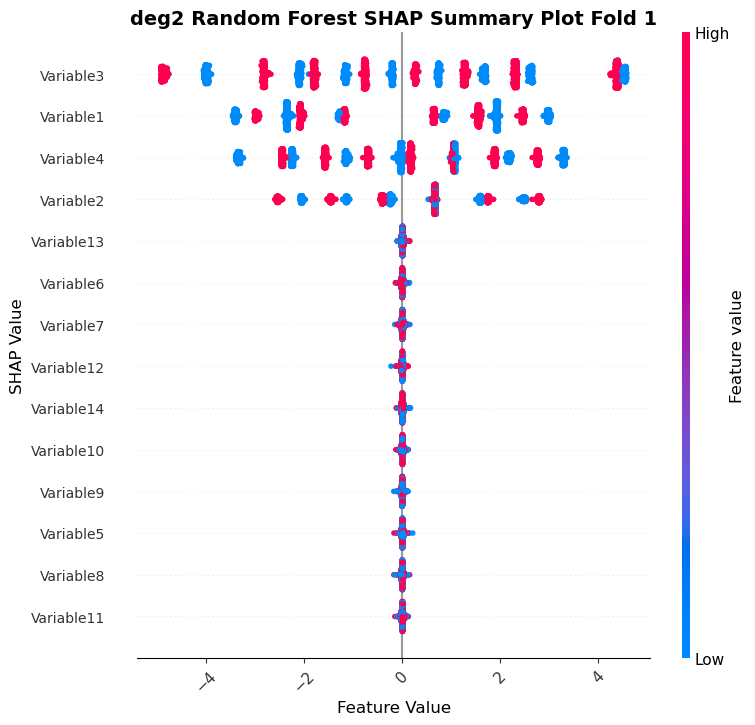 deg2 Random Forest SHAP Summary Plot Fold 1
High
Variable3
Variable1
Variable4
Variable2
Variable13
Variable6
Variable7
Variable12
Variable14
Variable10
Variable9
Variable5
Variable8
Variable11
SHAP Value
Feature value
Low
−4
−2
0
2
4
Feature Value